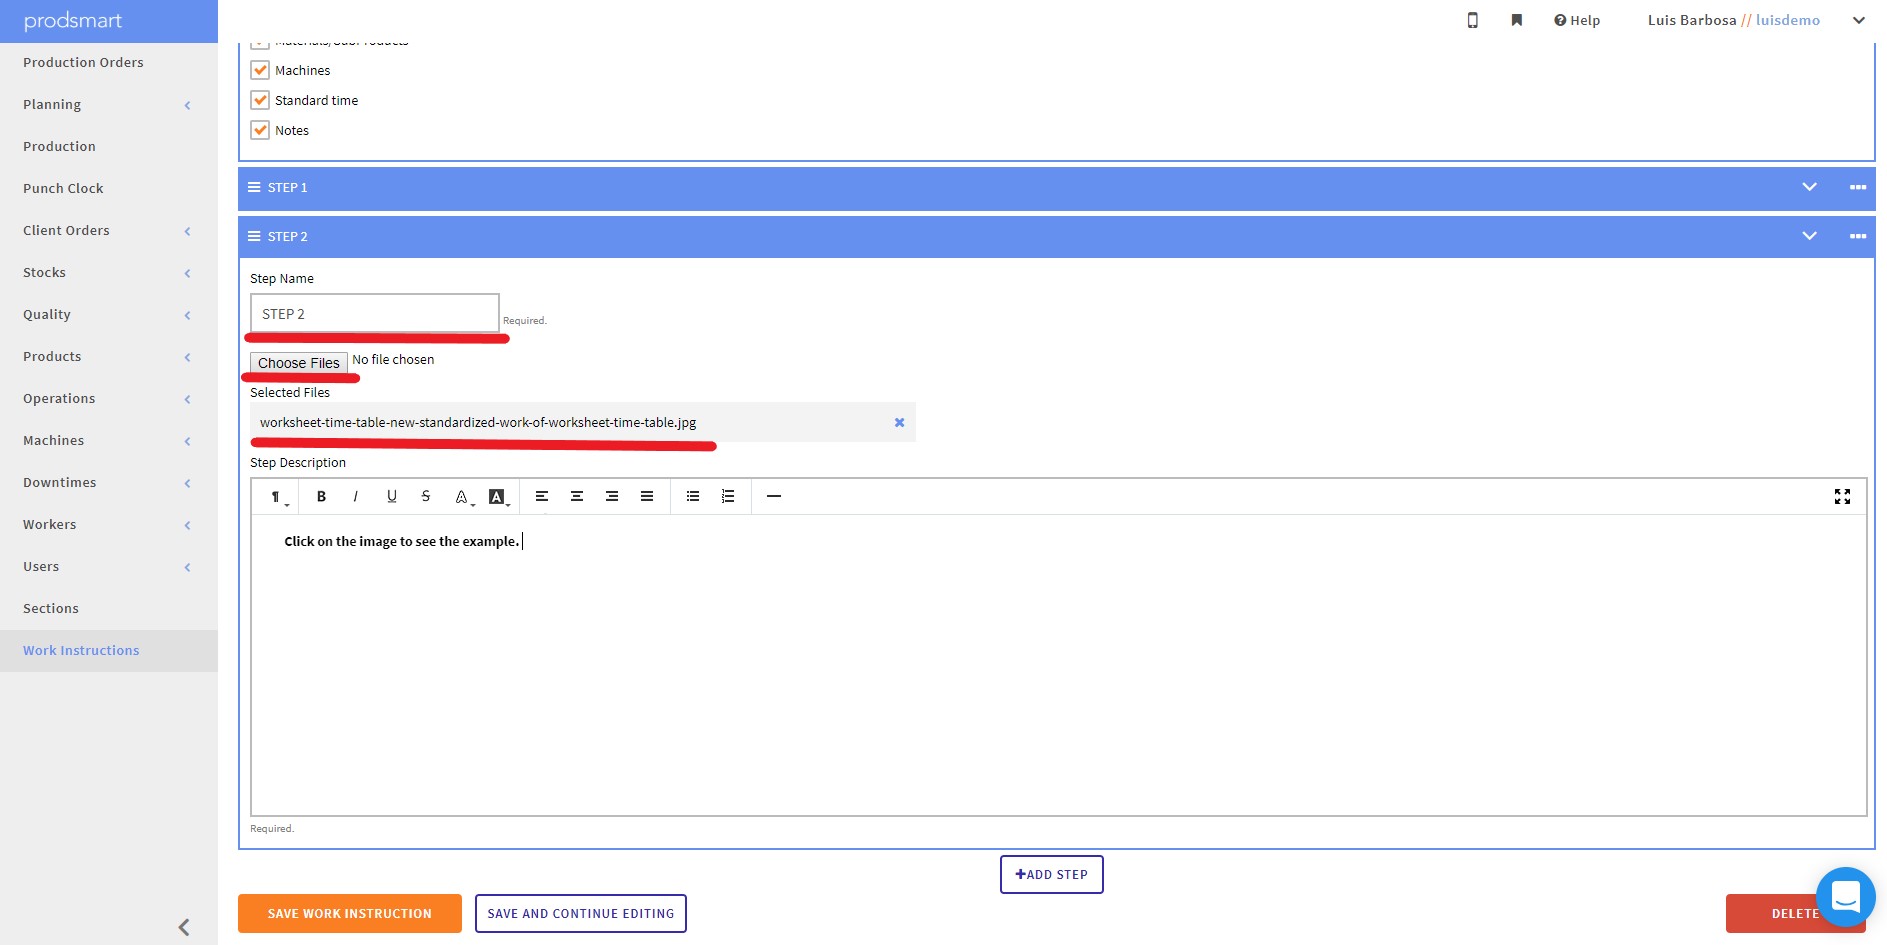 prodsmart
Help
Luis Barbosa // luisdemo
Production Orders
Planning
Production
Punch Clock
Client Orders
Stocks
Quality
Products
Operations
Machines
Downtimes
Workers
Users
Sections
Work Instructions
Materials/SubProducts
Machines
Standard time
Notes
STEP 1
STEP 2
Step Name
STEP 2
Required.
Choose Files No file chosen
Selected Files
worksheet-time-table-new-standardized-work-of-worksheet-time-table.jpg
Step Description
B I U S A A
Click on the image to see the example.
Required.
+ADD STEP
SAVE WORK INSTRUCTION
SAVE AND CONTINUE EDITING
DELETE